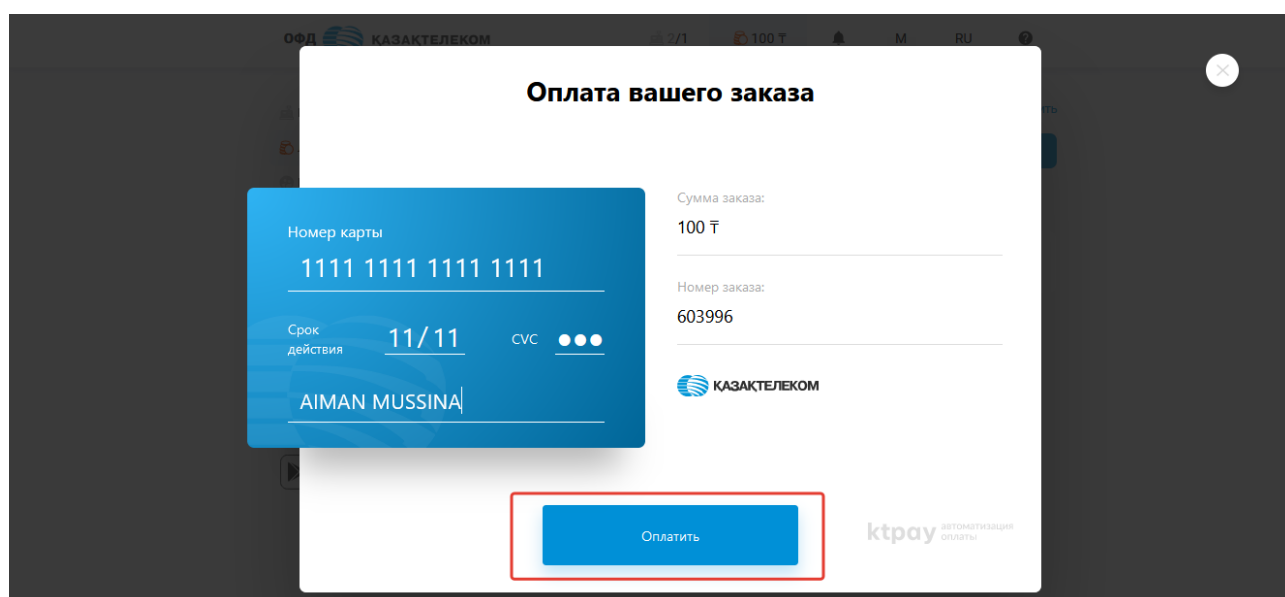 ОФД ҚАЗАҚТЕЛЕКОМ 2/1 100 ₸ M RU
Оплата вашего заказа
Номер карты
1111 1111 1111 1111
Срок
действия
11/11
CVC
AIMAN MUSSINA
Сумма заказа:
100 ₸
Номер заказа:
603996
ҚАЗАҚТЕЛЕКОМ
Оплатить
ktpay автоматизация
оплаты